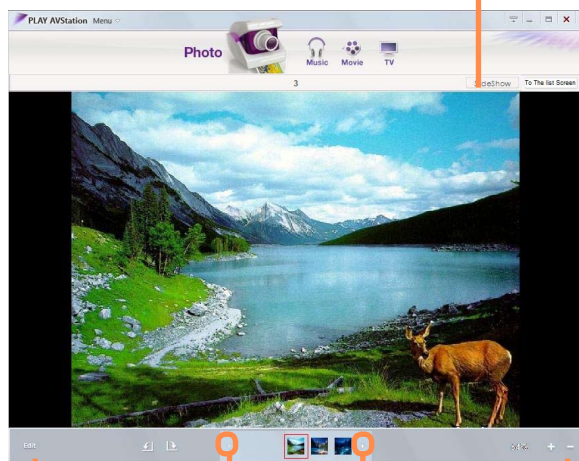 PLAY AVStation Menu
Photo
Music Movie TV
3
SlideShow To The list Screen
Edit